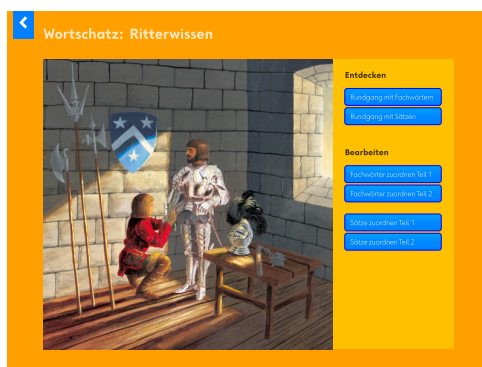 Wortschatz: Ritterwissen
Entdecken
Rundgang mit Fachwörtern
Rundgang mit Sätzen
Bearbeiten
Fachwörter zuordnen Teil 1
Fachwörter zuordnen Teil 2
Sätze zuordnen Teil 1
Sätze zuordnen Teil 2